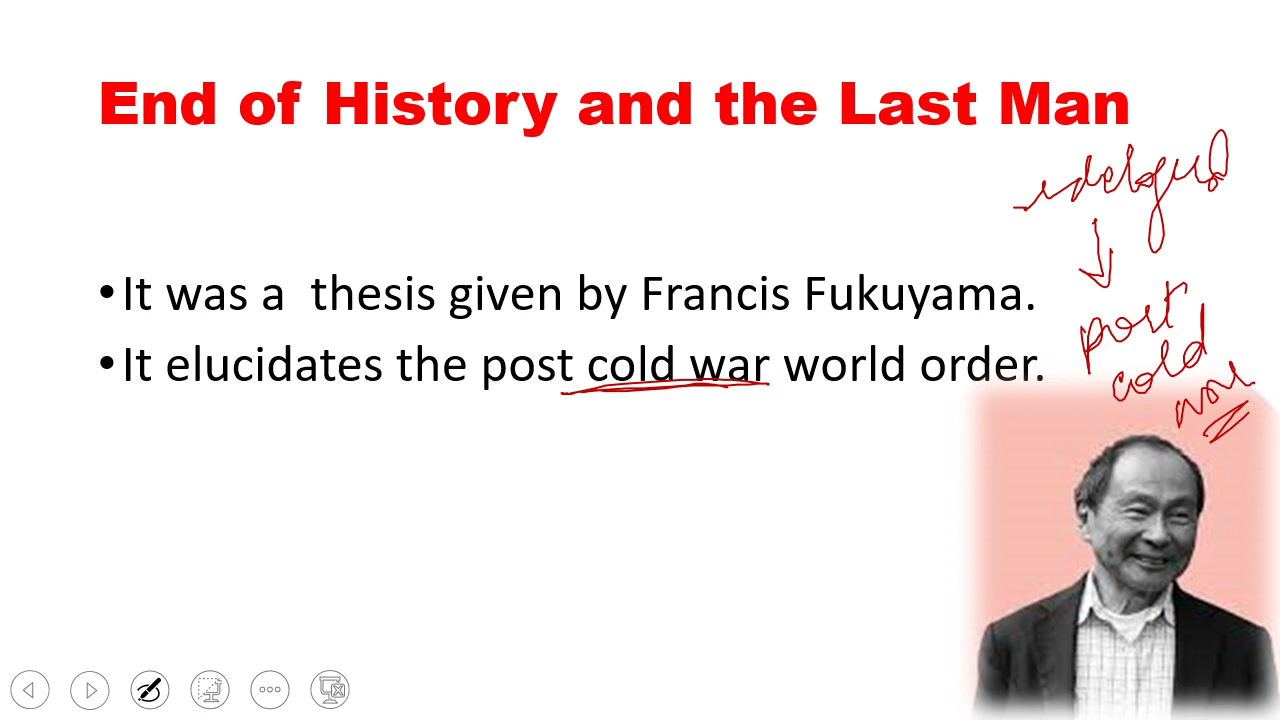 End of History and the Last Man
•It was a  thesis given by Francis Fukuyama.
•It elucidates the post cold war world order.
post
cold